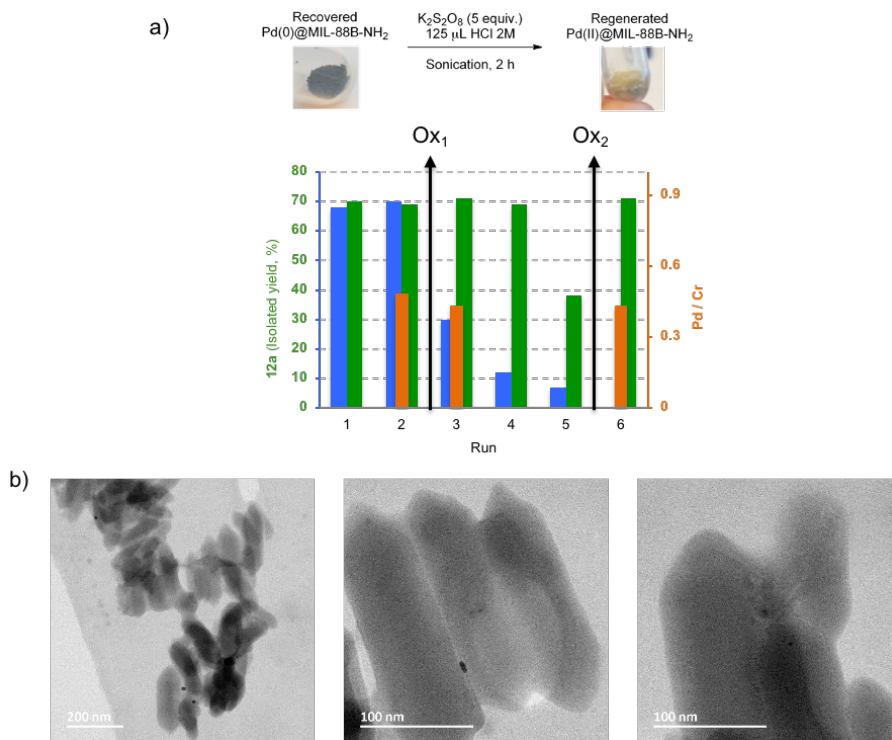 a)
Recovered
Pd(0)@MIL-88B-NH₂
K₂S₂O₈ (5 equiv.)
125 μL HCl 2M
Sonication, 2 h
Regenerated
Pd(II)@MIL-88B-NH₂
Ox₁
Ox₂
80
70
60
50
40
30
20
10
0
12a (Isolated yield, %)
0.9
0.6
0.3
0
Pd / Cr
1 2 3 4 5 6
Run
b)
200 nm
100 nm
100 nm